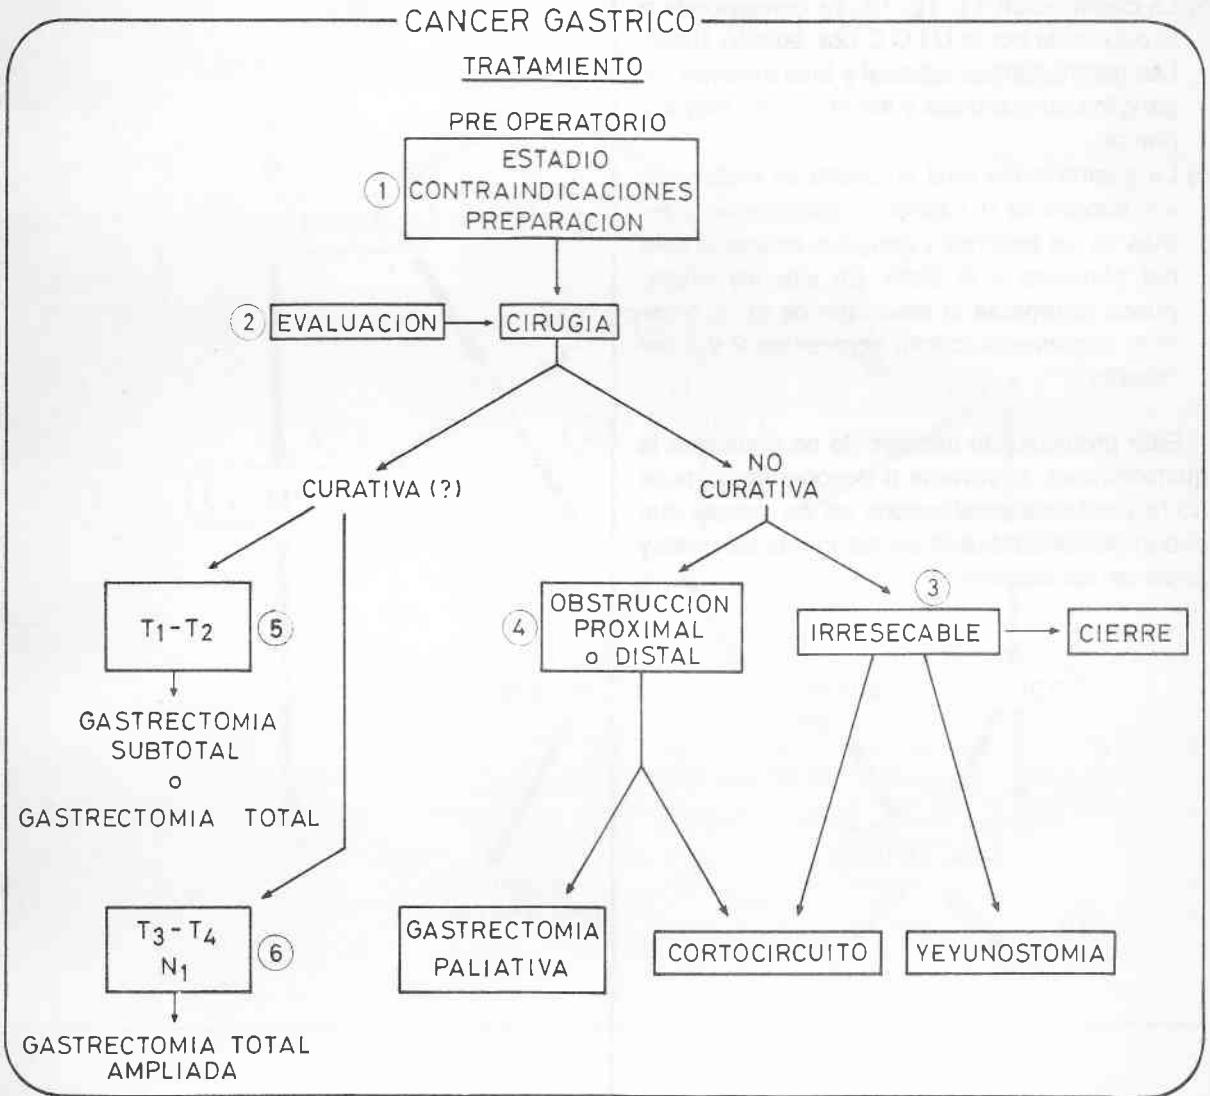 CANCER GASTRICO
TRATAMIENTO
PRE OPERATORIO
ESTADIO
1 CONTRAINDICACIONES
PREPARACION
2 EVALUACION CIRUGIA
CURATIVA (?)
NO
CURATIVA
T1-T2 5
GASTRECTOMIA
SUBTOTAL
o
GASTRECTOMIA TOTAL
T3-T4
N1
6
GASTRECTOMIA TOTAL
AMPLIADA
4
OBSTRUCCION
PROXIMAL
o DISTAL
3
IRRESECABLE
CIERRE
GASTRECTOMIA
PALIATIVA
CORTOCIRCUITO
YEYUNOSTOMIA